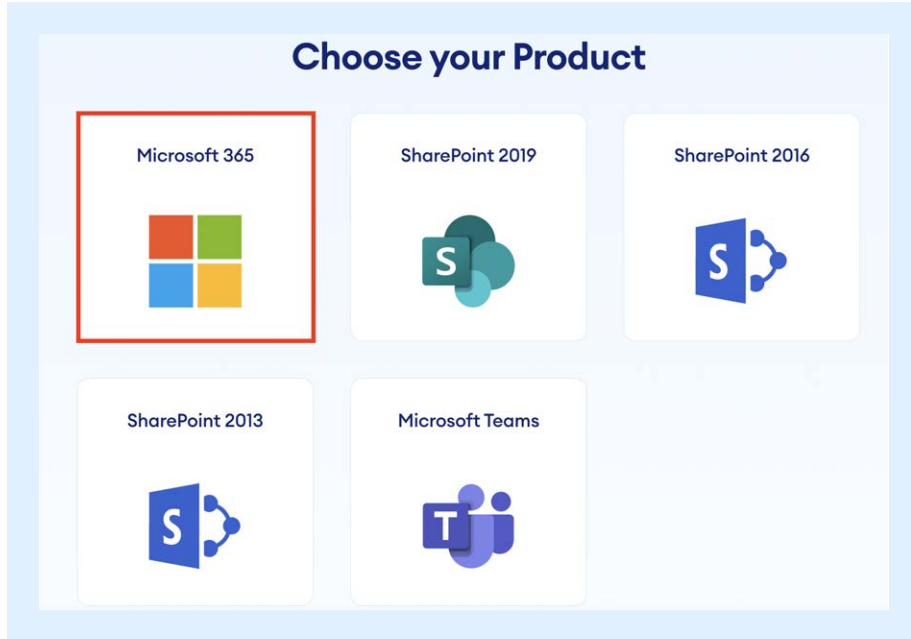 Choose your Product
Microsoft 365
SharePoint 2019
SharePoint 2016
S
S
SharePoint 2013
Microsoft Teams
S
T